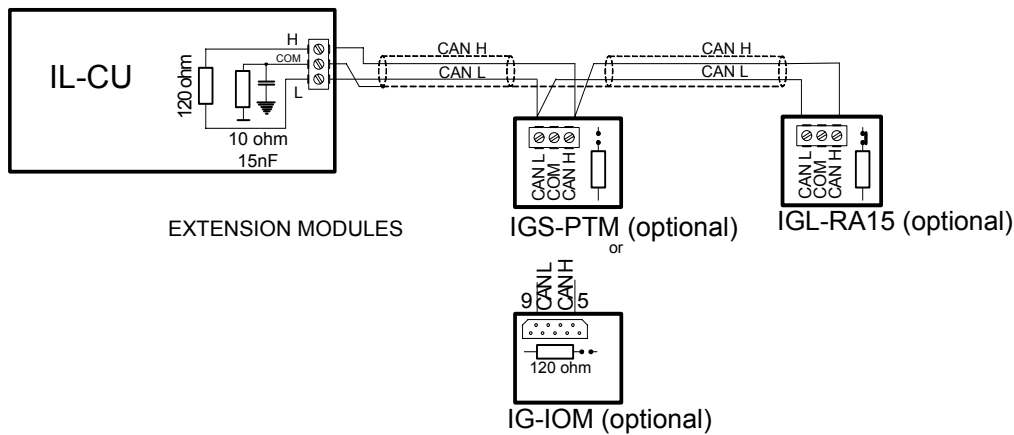 IL-CU
120 ohm
H
COM
L
10 ohm
15nF
CAN H
CAN L
CAN H
CAN L
EXTENSION MODULES
CAN L
COM
CAN H
IGS-PTM (optional)
or
CAN L
COM
CAN H
IGL-RA15 (optional)
9
CAN L
CAN H
5
120 ohm
IG-IOM (optional)